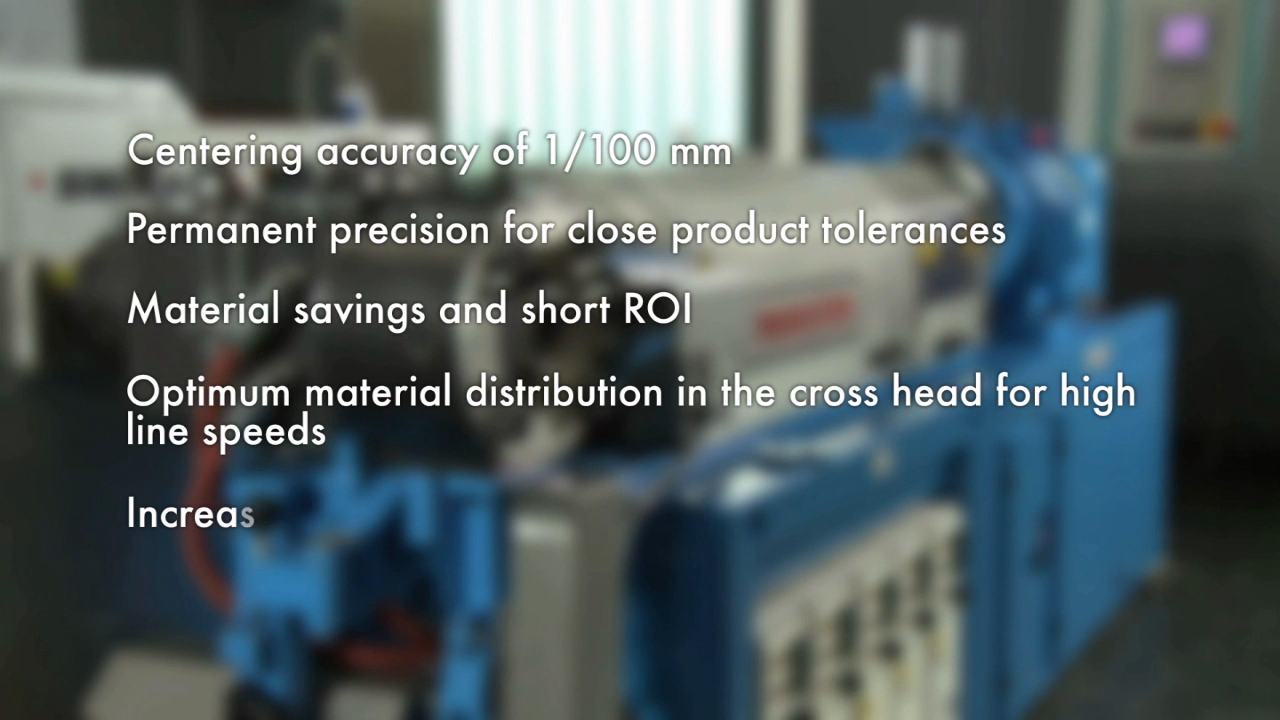 Centering accuracy of 1/100 mm
Permanent precision for close product tolerances
Material savings and short ROI
Optimum material distribution in the cross head for high
line speeds
Increas